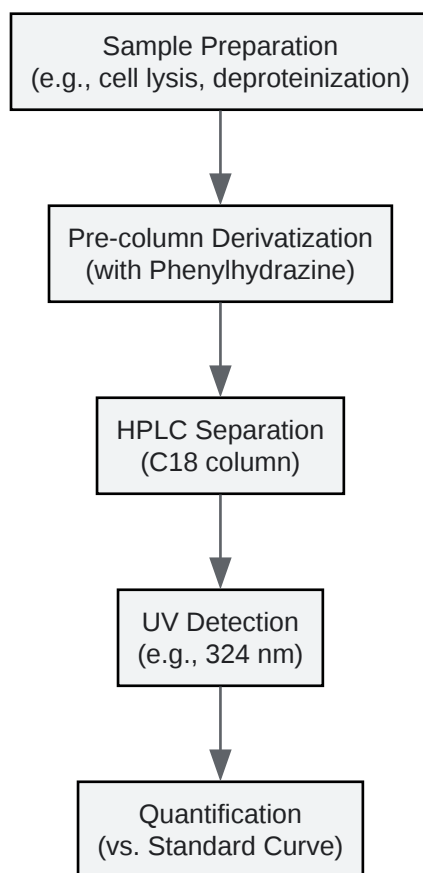 Sample Preparation
(e.g., cell lysis, deproteinization)
Pre-column Derivatization
(with Phenylhydrazine)
HPLC Separation
(C18 column)
UV Detection
(e.g., 324 nm)
Quantification
(vs. Standard Curve)